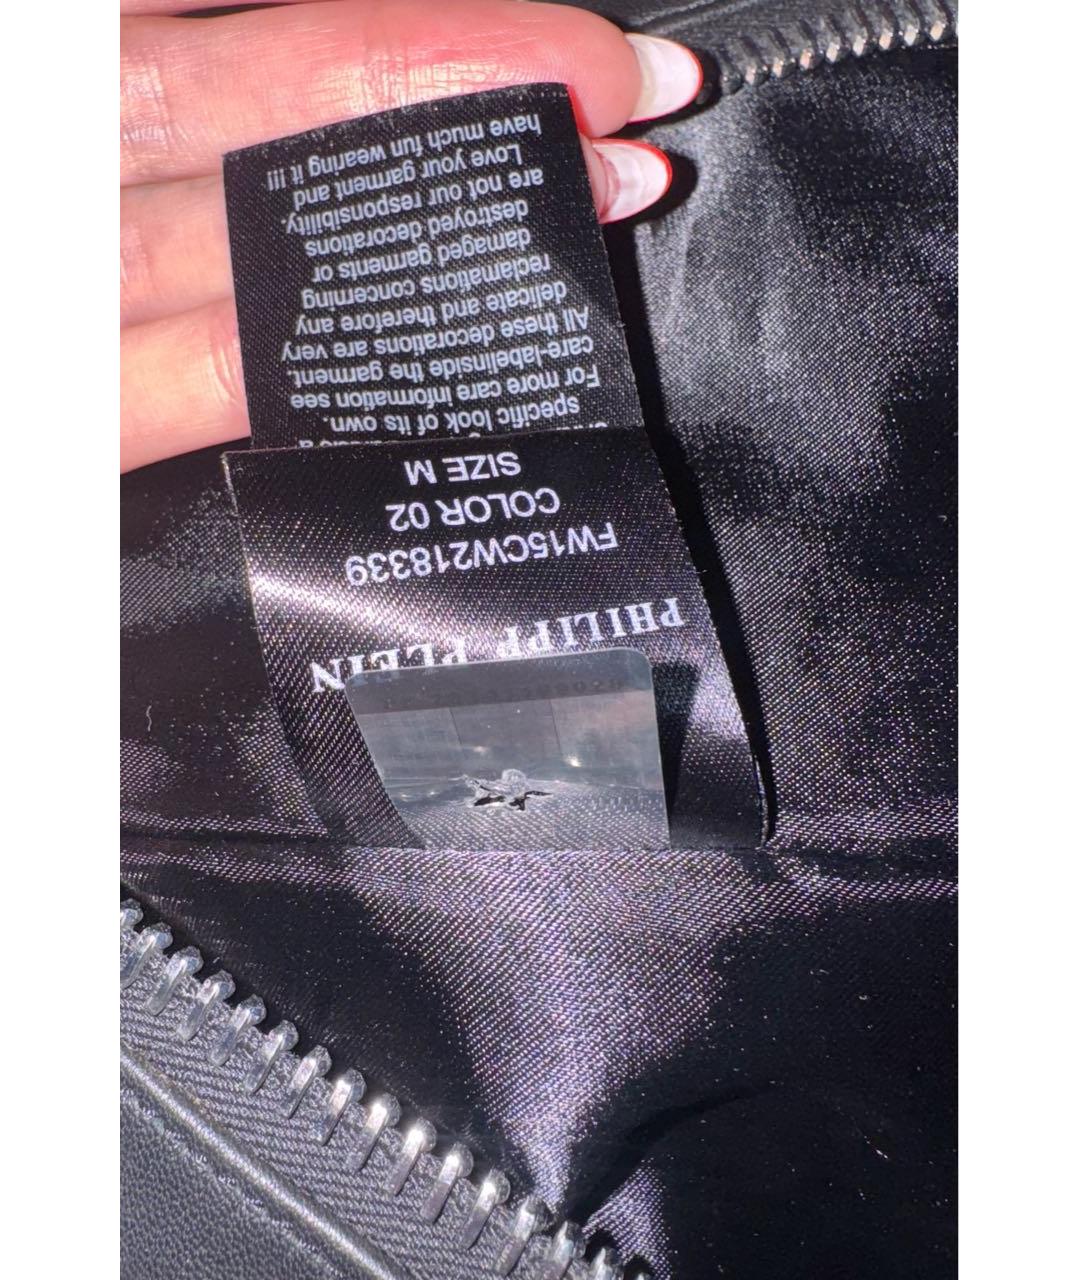 PHILIPP PLEIN
FW15CW218339
COLOR 02
SIZE M
specific look of its own.
For more care information see
care-labelinside the garment.
All these decorations are very
delicate and therefore any
reclamations concerning
damaged garments or
destroyed decorations
are not our responsibility.
Love your garment and
have much fun wearing it !!!